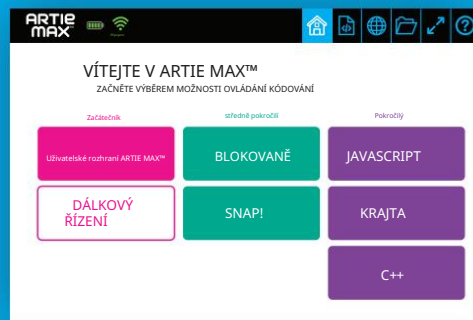 ARTIE
MAX
VÍTEJTE V ARTIE MAX™
ZAČNĚTE VÝBĚREM MOŽNOSTI OVLÁDÁNÍ KÓDOVÁNÍ
Začátečník
středně pokročilí
Pokročilý
Uživatelské rozhraní ARTIE MAX™
BLOKOVANĚ
JAVASCRIPT
DÁLKOVÝ
ŘÍZENÍ
SNAP!
KRAJTA
C++